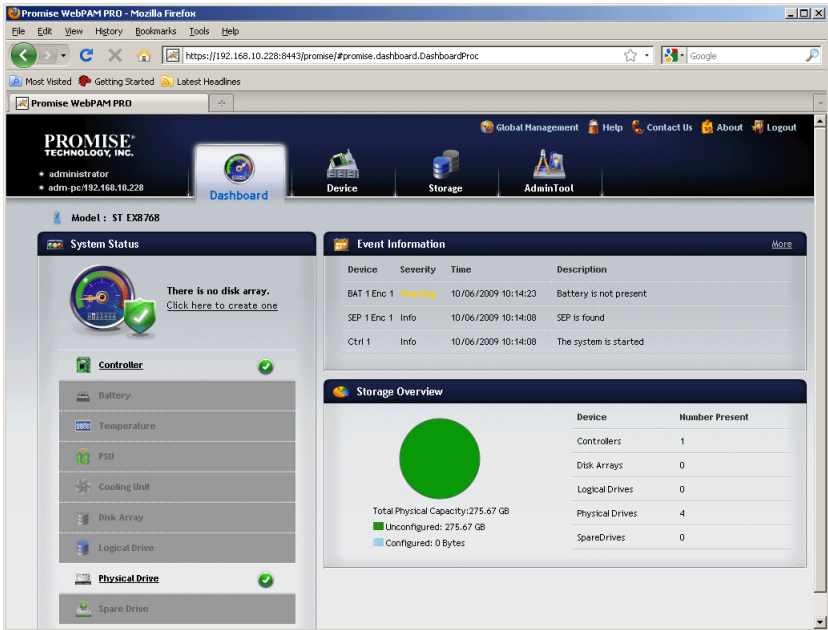 Promise WebPAM PRO - Mozilla Firefox
File Edit View History Bookmarks Tools Help
https://192.168.10.228:8443/promise/#promise.dashboard.DashboardProc
Google
Most Visited Getting Started Latest Headlines
Promise WebPAM PRO
Global Management Help Contact Us About Logout
PROMISE®
TECHNOLOGY, INC.
administrator
adm-pc/192.168.10.228
Dashboard Device Storage AdminTool
Model : ST EX8768
System Status
There is no disk array.
Click here to create one
Controller
Battery
Temperature
PSU
Cooling Unit
Disk Array
Logical Drive
Physical Drive
Spare Drive
Event Information More
Device Severity Time Description
BAT 1 Enc 1 Warning 10/06/2009 10:14:23 Battery is not present
SEP 1 Enc 1 Info 10/06/2009 10:14:08 SEP is found
Ctrl 1 Info 10/06/2009 10:14:08 The system is started
Storage Overview
Total Physical Capacity:275.67 GB
Unconfigured: 275.67 GB
Configured: 0 Bytes
Device Number Present
Controllers 1
Disk Arrays 0
Logical Drives 0
Physical Drives 4
SpareDrives 0